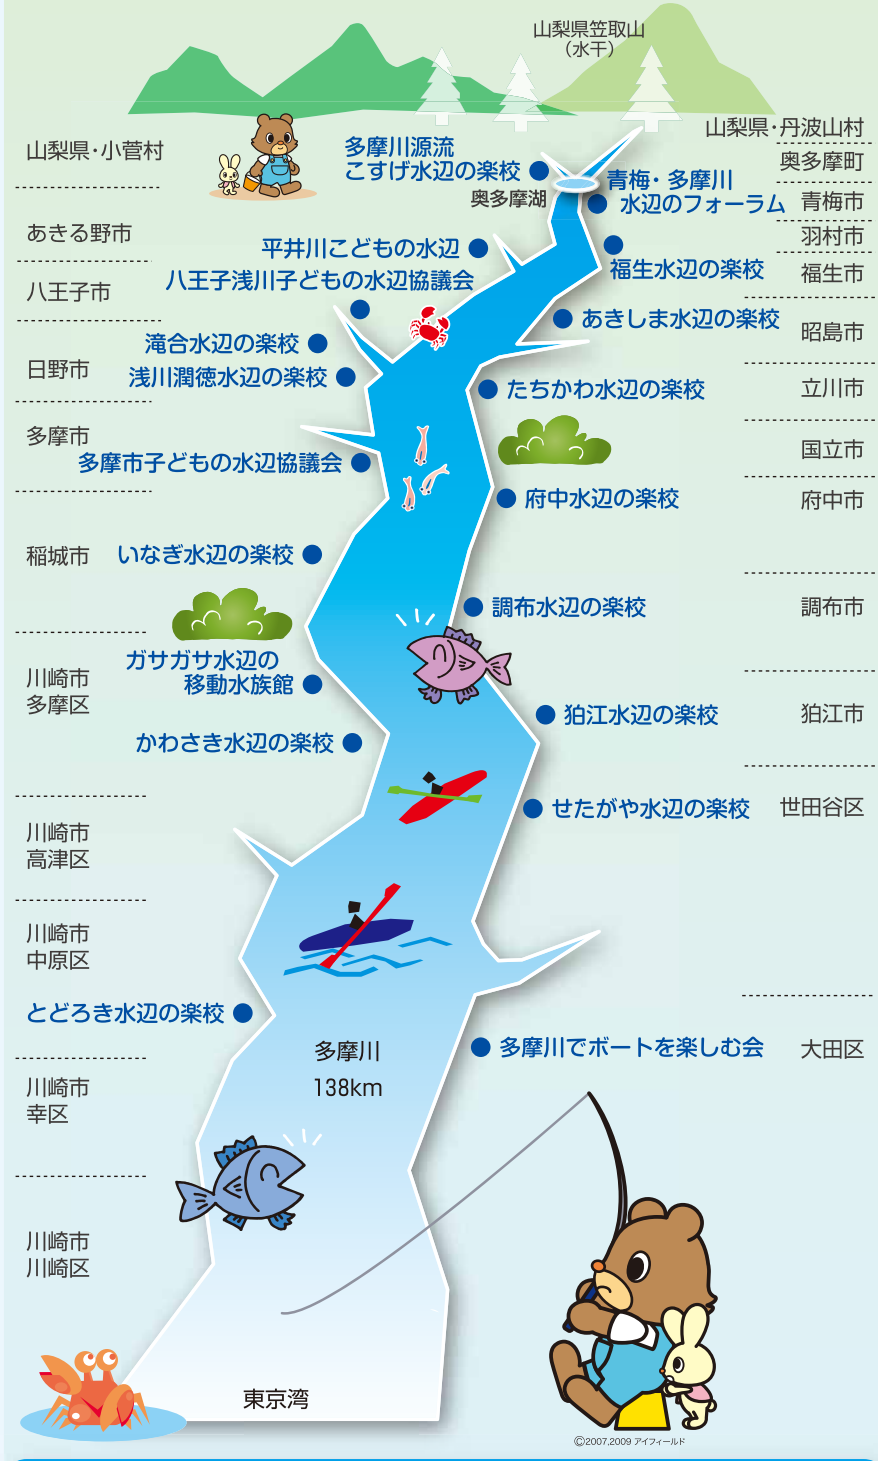 山梨県笠取山
（水干）
山梨県・丹波山村
山梨県・小菅村
多摩川源流
こすげ水辺の楽校
奥多摩町
奥多摩湖
青梅・多摩川
水辺のフォーラム
青梅市
あきる野市
平井川こどもの水辺
羽村市
八王子浅川子どもの水辺協議会
福生水辺の楽校
福生市
八王子市
あきしま水辺の楽校
昭島市
滝合水辺の楽校
日野市
浅川潤徳水辺の楽校
たちかわ水辺の楽校
立川市
多摩市
多摩市子どもの水辺協議会
国立市
府中水辺の楽校
府中市
稲城市
いなぎ水辺の楽校
調布水辺の楽校
調布市
ガサガサ水辺の
移動水族館
川崎市
多摩区
狛江水辺の楽校
狛江市
かわさき水辺の楽校
せたがや水辺の楽校
世田谷区
川崎市
高津区
川崎市
中原区
とどろき水辺の楽校
多摩川
138km
多摩川でボートを楽しむ会
大田区
川崎市
幸区
川崎市
川崎区
東京湾
©2007,2009 アイフィールド